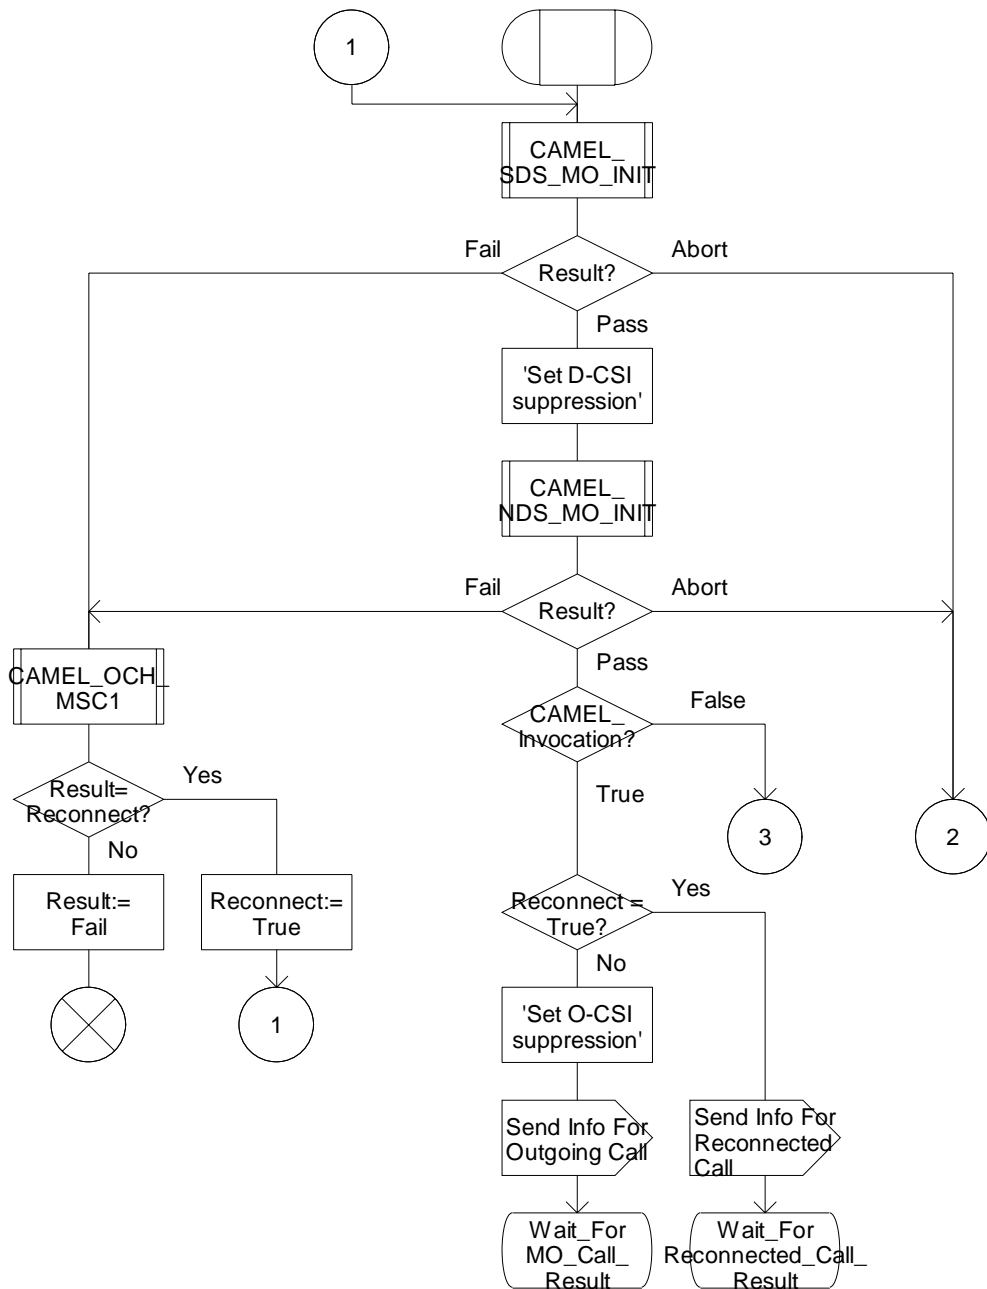 1
CAMEL_
SDS_MO_INIT
Fail
Result?
Abort
Pass
'Set D-CSI
suppression'
CAMEL_
NDS_MO_INIT
Fail
Result?
Abort
Pass
CAMEL_OCH_
MSC1
CAMEL_
Invocation?
False
True
Result=
Reconnect?
Yes
No
3
2
Result:=
Fail
Reconnect:=
True
Reconnect =
True?
Yes
No
1
'Set O-CSI
suppression'
Send Info For
Outgoing Call
Send Info For
Reconnected
Call
Wait_For
MO_Call_
Result
Wait_For
Reconnected_Call_
Result